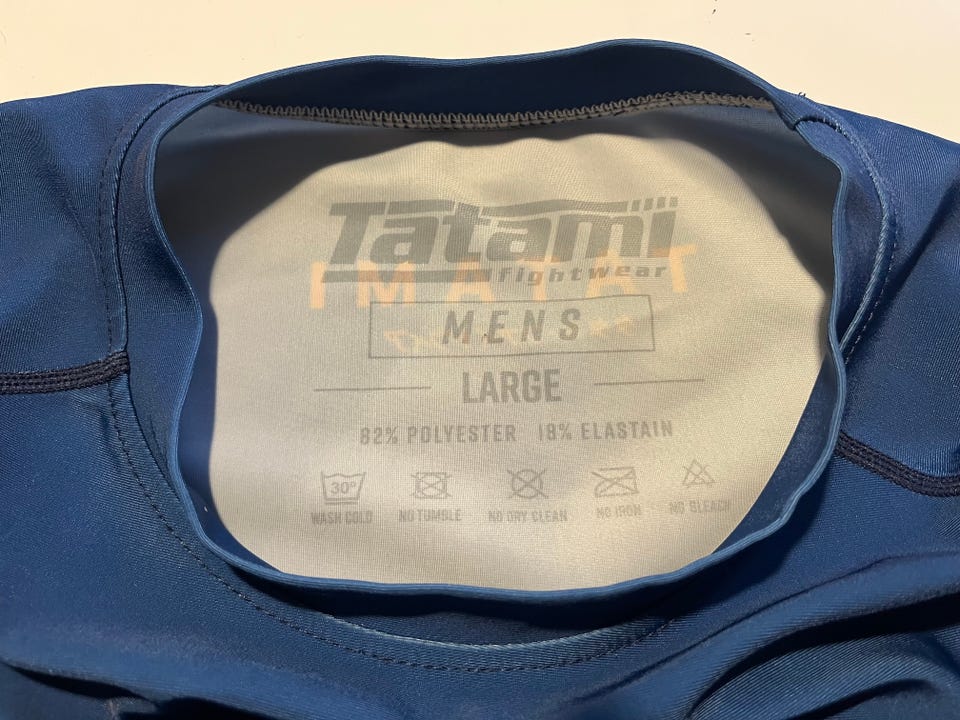 Tatami
fightwear
IMATAT
MENS
LARGE
82% POLYESTER 18% ELASTAIN
30°
WASH COLD NO TUMBLE NO DRY CLEAN NO IRON NO BLEACH